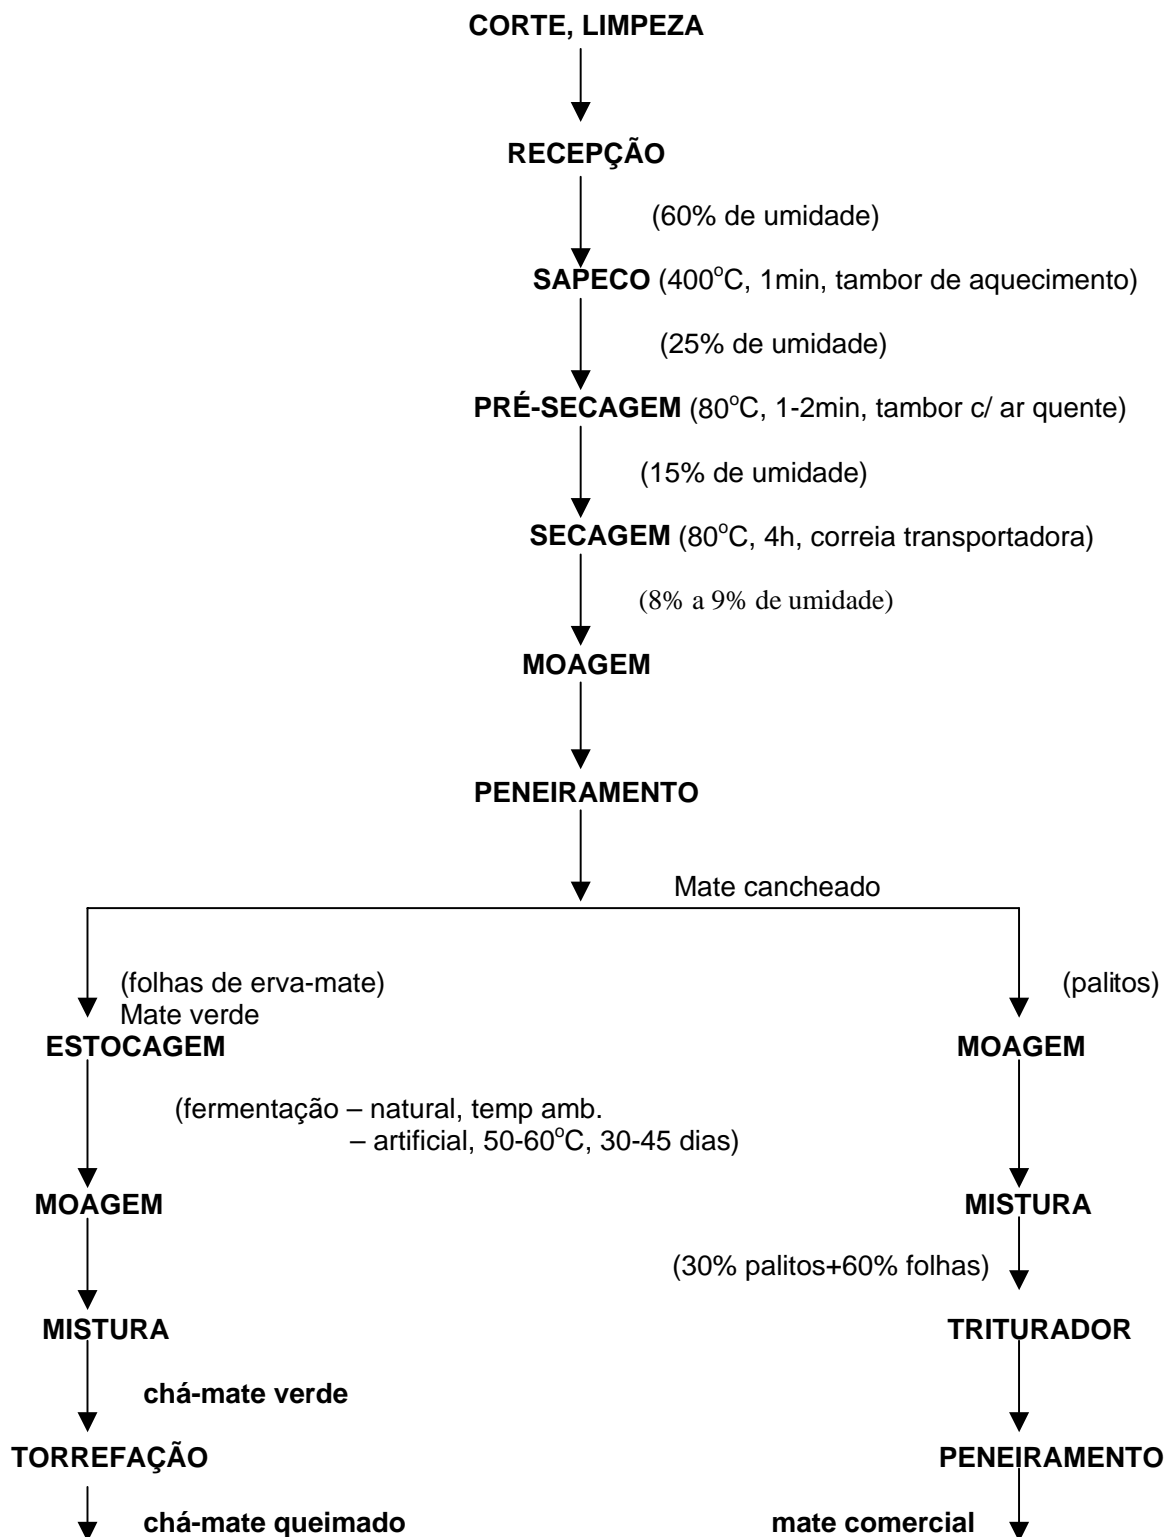 CORTE, LIMPEZA
RECEPÇÃO
(60% de umidade)
SAPECO (400°C, 1min, tambor de aquecimento)
(25% de umidade)
PRÉ-SECAGEM (80°C, 1-2min, tambor c/ ar quente)
(15% de umidade)
SECAGEM (80°C, 4h, correia transportadora)
(8% a 9% de umidade)
MOAGEM
PENEIRAMENTO
Mate cancheado
(folhas de erva-mate)
Mate verde
ESTOCAGEM
(fermentação – natural, temp amb.
– artificial, 50-60°C, 30-45 dias)
MOAGEM
MISTURA
chá-mate verde
TORREFAÇÃO
chá-mate queimado
(palitos)
MOAGEM
MISTURA
(30% palitos+60% folhas)
TRITURADOR
PENEIRAMENTO
mate comercial